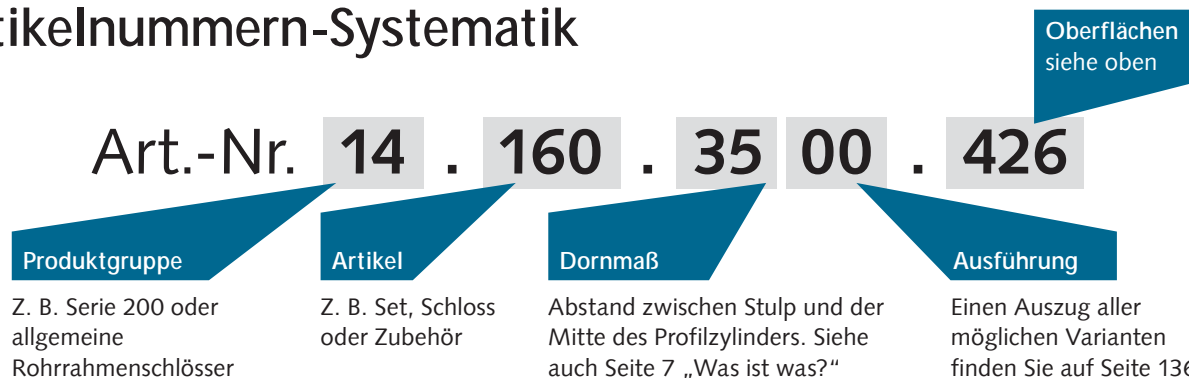 tikelnummern-Systematik
Oberflächen
siehe oben
Art.-Nr. 14 . 160 . 35 00 . 426
Produktgruppe
Z. B. Serie 200 oder
allgemeine
Rohrrahmenschlösser
Artikel
Z. B. Set, Schloss
oder Zubehör
Dornmaß
Abstand zwischen Stulp und der
Mitte des Profilzylinders. Siehe
auch Seite 7 „Was ist was?“
Ausführung
Einen Auszug aller
möglichen Varianten
finden Sie auf Seite 136